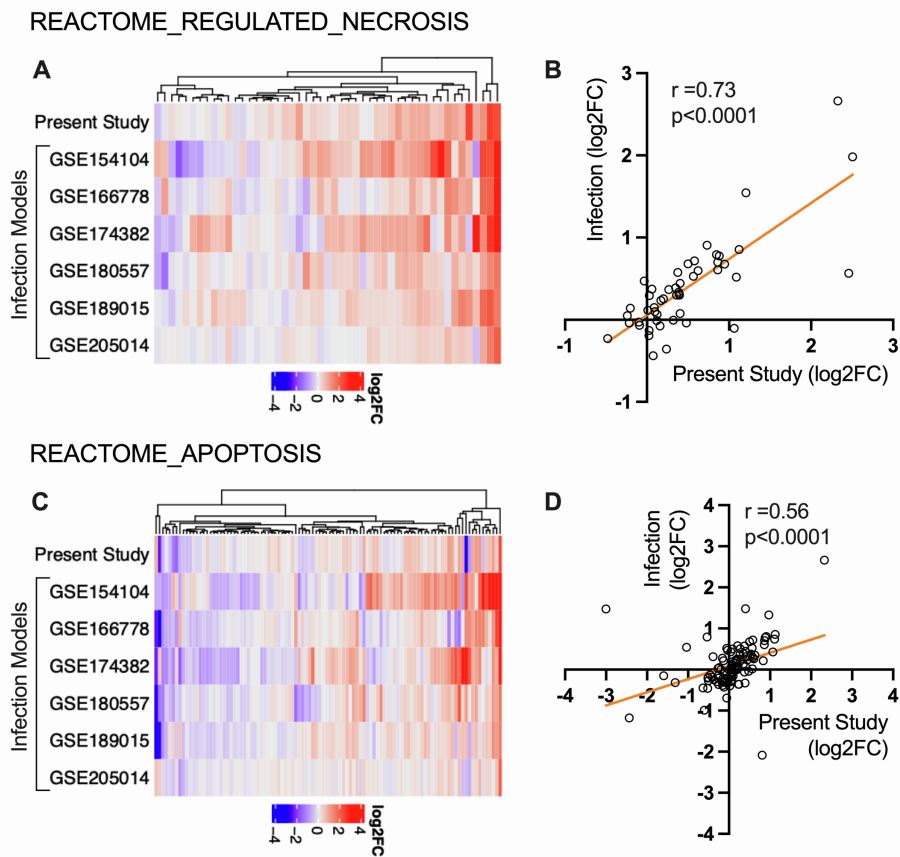 REACTOME_REGULATED_NECROSIS
A
Present Study
Infection Models
GSE154104
GSE166778
GSE174382
GSE180557
GSE189015
GSE205014
-4 -2 0 2 4
log2FC
B
r =0.73
p<0.0001
Infection (log2FC)
3
2
1
-1
-1 1 2 3
Present Study (log2FC)
REACTOME_APOPTOSIS
C
Present Study
Infection Models
GSE154104
GSE166778
GSE174382
GSE180557
GSE189015
GSE205014
-4 -2 0 2 4
log2FC
D
r =0.56
p<0.0001
Infection
(log2FC)
4
3
2
1
-1
-2
-3
-4
-4 -3 -2 -1 1 2 3 4
Present Study
(log2FC)